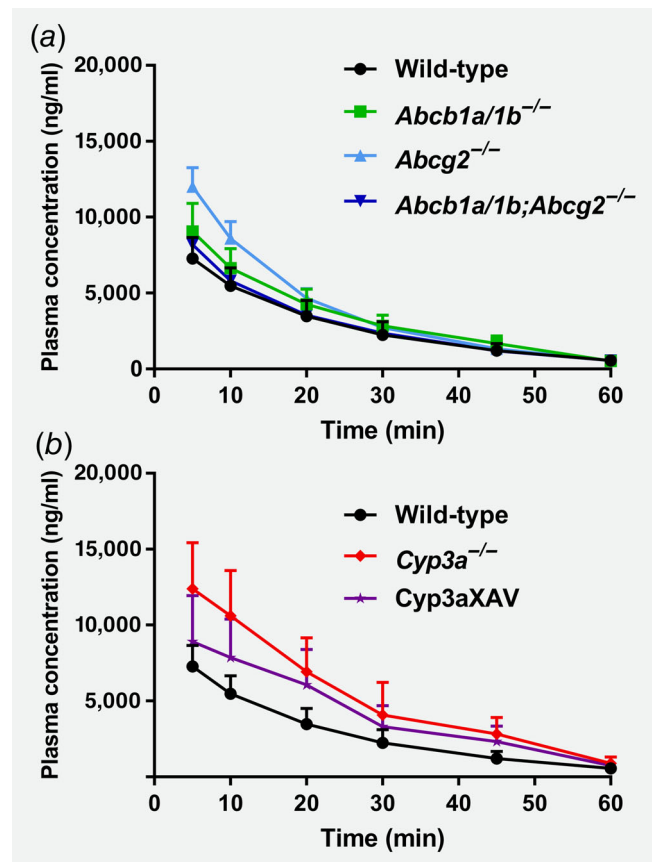 (a)
20,000
15,000
10,000
5,000
0
Plasma concentration (ng/ml)
Wild-type
Abcb1a/1b−/−
Abcg2−/−
Abcb1a/1b;Abcg2−/−
0 10 20 30 40 50 60
Time (min)
(b)
20,000
15,000
10,000
5,000
Plasma concentration (ng/ml)
Wild-type
Cyp3a−/−
Cyp3aXAV
0 10 20 30 40 50 60
Time (min)